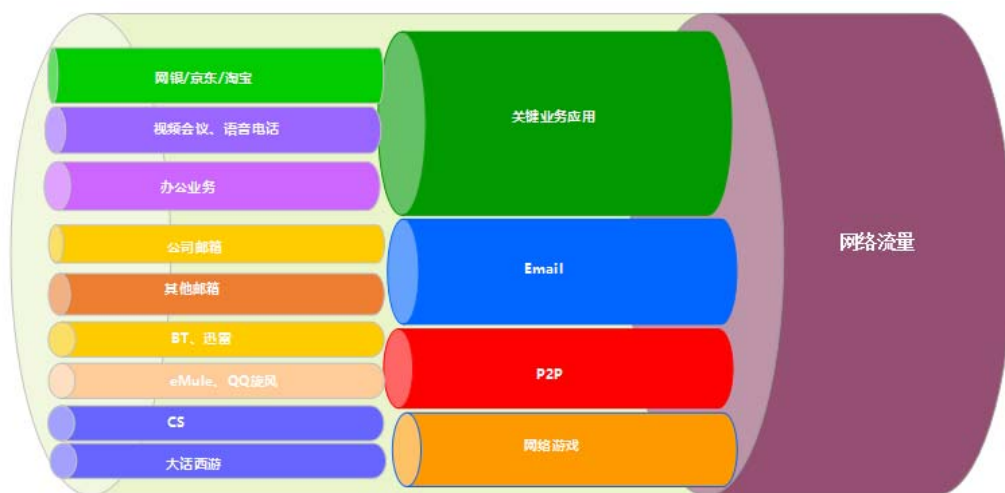 网银/京东/淘宝
视频会议、语音电话
办公业务
公司邮箱
其他邮箱
BT、迅雷
eMule、QQ旋风
CS
大话西游
关键业务应用
Email
P2P
网络游戏
网络流量